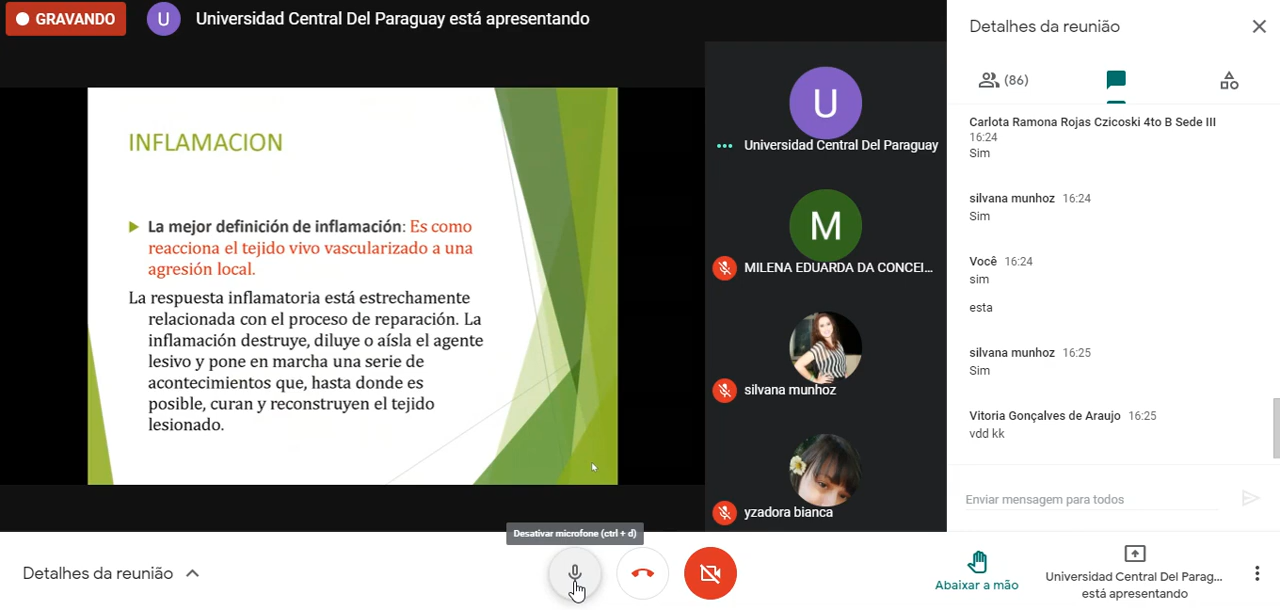 GRAVANDO
U
Universidad Central Del Paraguay está apresentando
INFLAMACION
La mejor definición de inflamación: Es como
reacciona el tejido vivo vascularizado a una
agresión local.
La respuesta inflamatoria está estrechamente
relacionada con el proceso de reparación. La
inflamación destruye, diluye o aísla el agente
lesivo y pone en marcha una serie de
acontecimientos que, hasta donde es
posible, curan y reconstruyen el tejido
lesionado.
U
Universidad Central Del Paraguay
M
MILENA EDUARDA DA CONCEI...
silvana munhoz
yzadora bianca
Detalhes da reunião
(86)
Carlota Ramona Rojas Czicoski 4to B Sede III
16:24
Sim
silvana munhoz 16:24
Sim
Você 16:24
sim
esta
silvana munhoz 16:25
Sim
Vitoria Gonçalves de Araujo 16:25
vdd kk
Enviar mensagem para todos
Desativar microfone (ctrl + d)
Detalhes da reunião
Abaixar a mão
Universidad Central Del Parag...
está apresentando